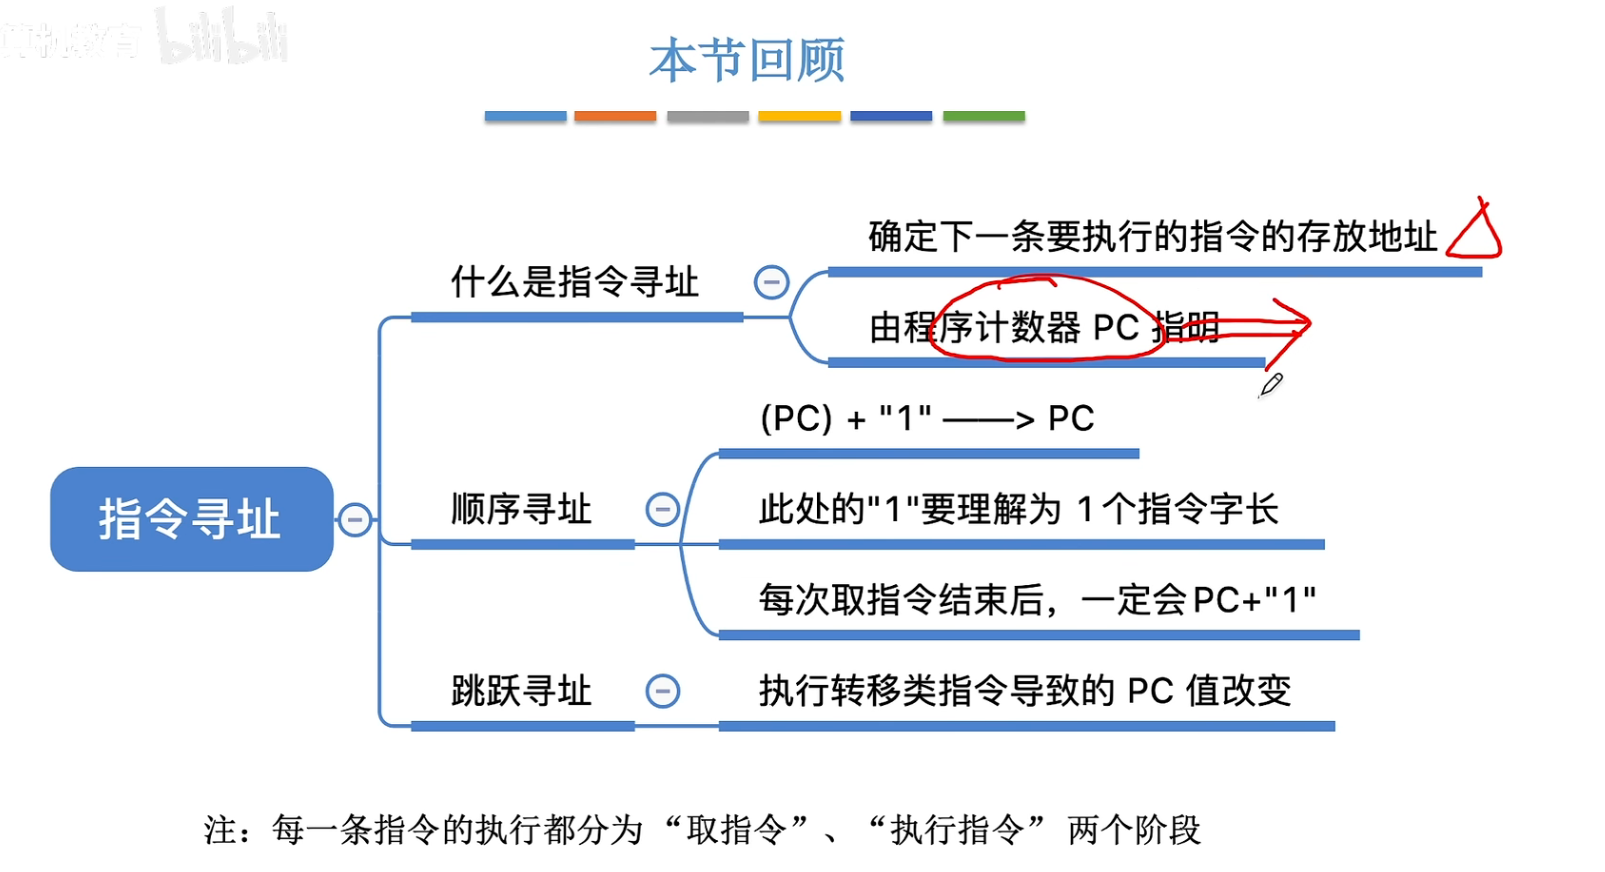 算机教育 bilibili
本节回顾
确定下一条要执行的指令的存放地址
什么是指令寻址
由程序计数器 PC 指明
(PC) + "1" ——> PC
指令寻址
顺序寻址
此处的"1"要理解为 1个指令字长
每次取指令结束后，一定会PC+"1"
跳跃寻址
执行转移类指令导致的 PC 值改变
注：每一条指令的执行都分为 “取指令”、“执行指令” 两个阶段